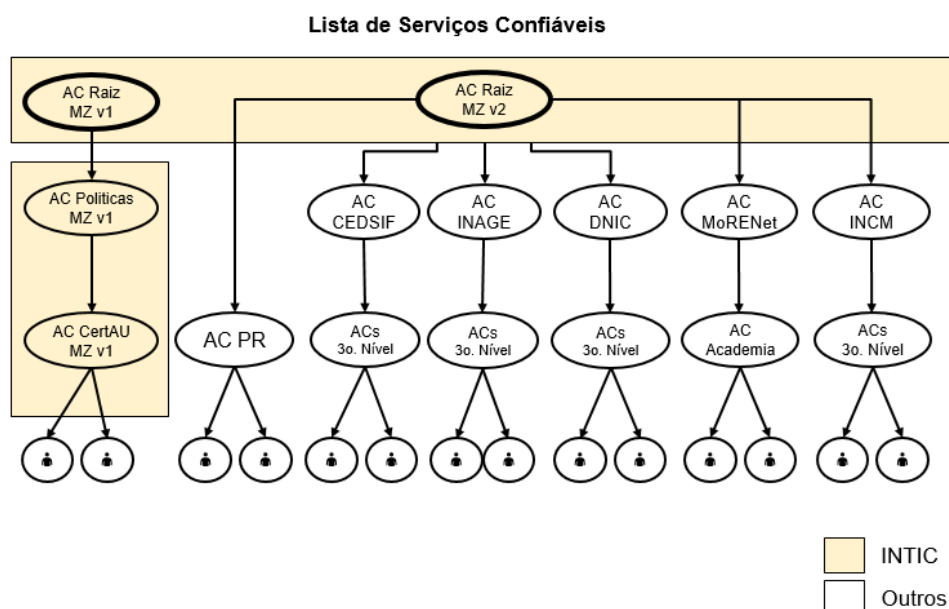 Lista de Serviços Confiáveis
AC Raiz
MZ v1
AC Raiz
MZ v2
AC Politicas
MZ v1
AC
CEDSIF
AC
INAGE
AC
DNIC
AC
MoRENet
AC
INCM
AC CertAU
MZ v1
AC PR
ACs
3o. Nível
ACs
3o. Nível
ACs
3o. Nível
AC
Academia
ACs
3o. Nível
INTIC
Outros